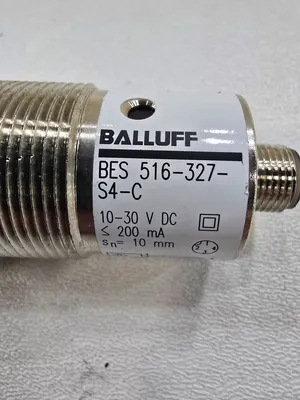 BALLUFF
BES 516-327-
S4-C
10-30 V DC
≤ 200 mA
sn= 10 mm